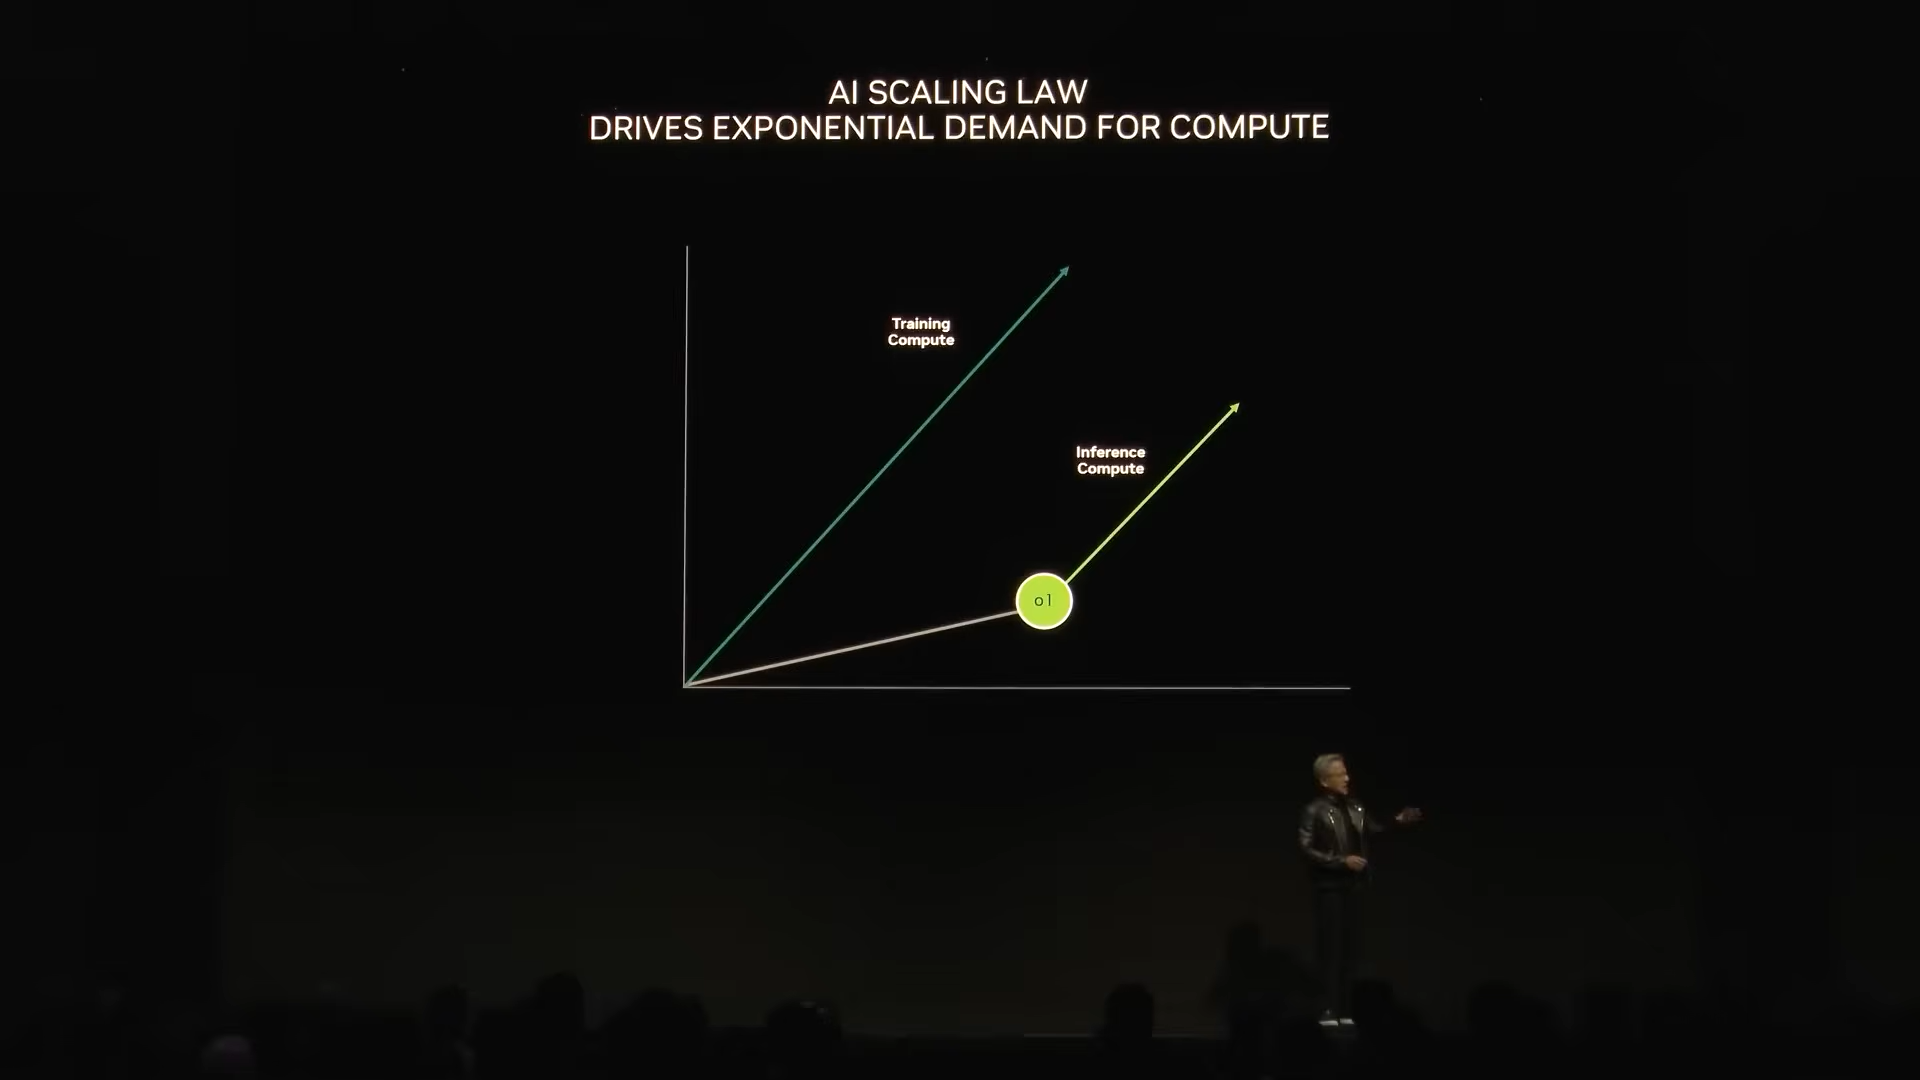 AI SCALING LAW
DRIVES EXPONENTIAL DEMAND FOR COMPUTE
Training
Compute
Inference
Compute
o1